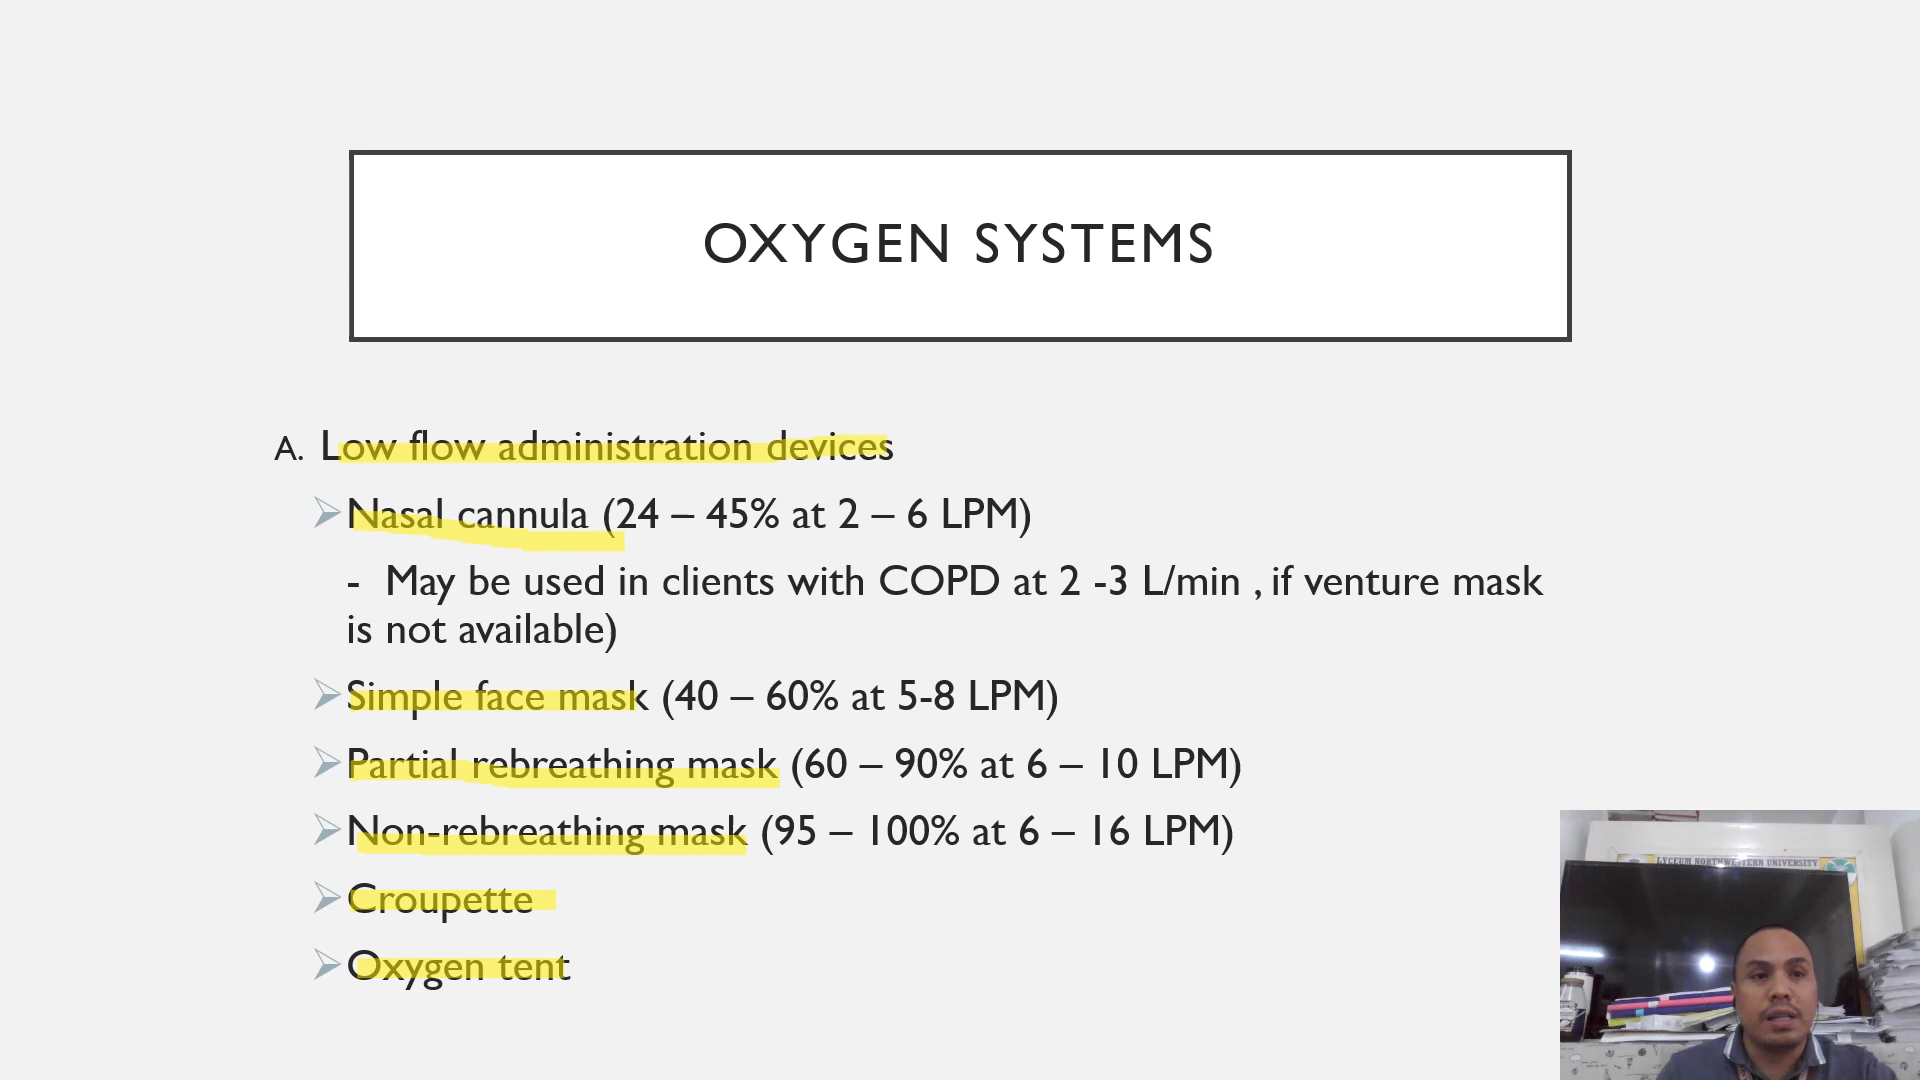 OXYGEN SYSTEMS
A. Low flow administration devices
Nasal cannula (24 – 45% at 2 – 6 LPM)
- May be used in clients with COPD at 2 -3 L/min , if venture mask
is not available)
Simple face mask (40 – 60% at 5-8 LPM)
Partial rebreathing mask (60 – 90% at 6 – 10 LPM)
Non-rebreathing mask (95 – 100% at 6 – 16 LPM)
Croupette
Oxygen tent
LYCEUM NORTHWESTERN UNIVERSITY